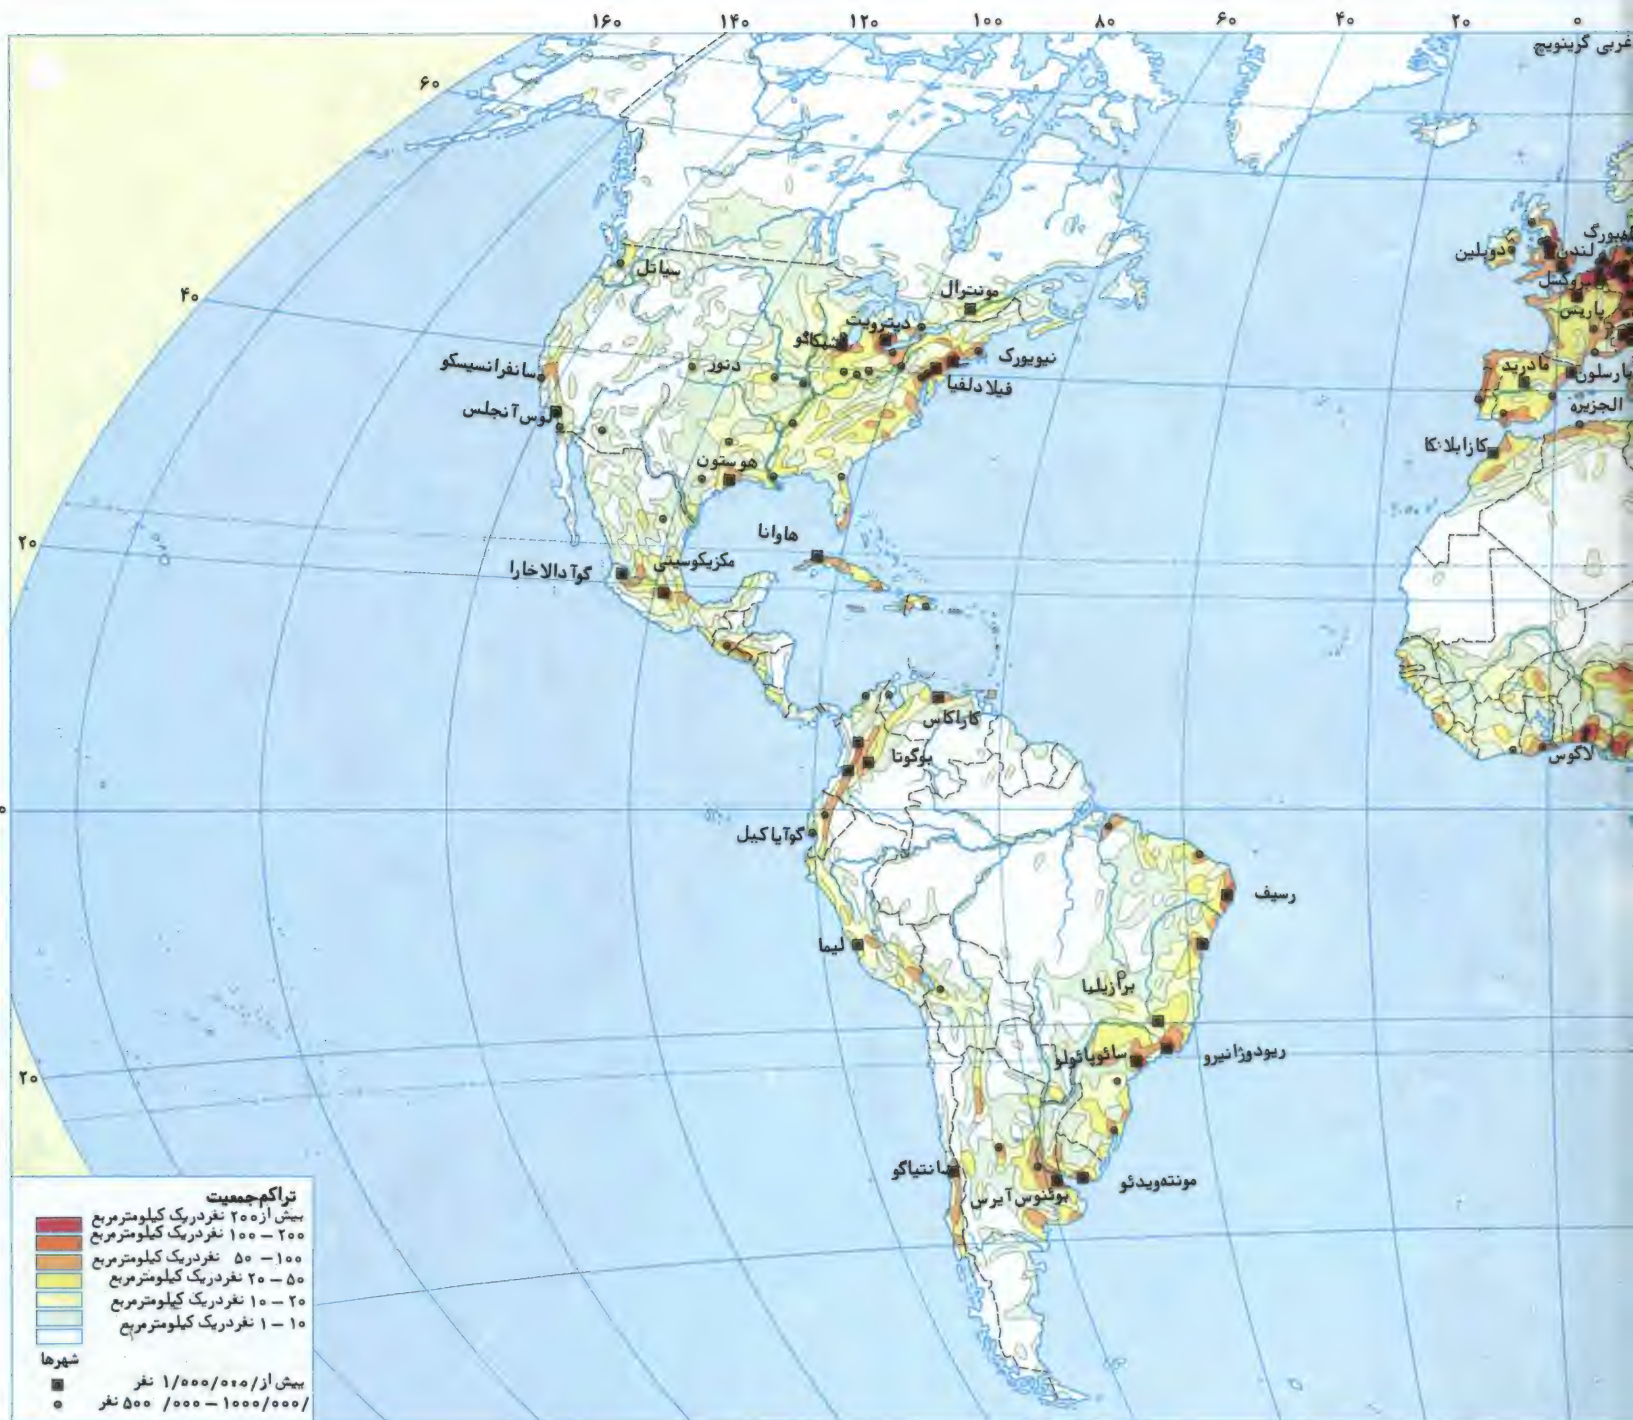 ۱۶۰
۱۴۰
۱۲۰
۱۰۰
۸۰
۶۰
۴۰
۲۰
۰
غربی گرینویچ
۶۰
۴۰
۲۰
۰
۲۰
سیاتل
مونترال
دیترویت
شیکاگو
نیویورک
فیلادلفیا
دنور
سانفرانسیسکو
لوس آنجلس
هوستون
هاوانا
مکزیکوسیتی
گوآدالاخارا
کاراکاس
بوگوتا
گوآیاکیل
رسیف
لیما
برازیلیا
سائوپائولو
ریودوژانیرو
سانتیاگو
بوئنوس آیرس
مونته‌ویدئو
دوبلین
لندن
بروکسل
پاریس
مادرید
بارسلون
الجزیره
کازابلانکا
لاگوس
تراکم جمعیت
بیش از ۲۰۰ نفر در یک کیلومتر مربع
۱۰۰ – ۲۰۰ نفر در یک کیلومتر مربع
۵۰ – ۱۰۰ نفر در یک کیلومتر مربع
۲۰ – ۵۰ نفر در یک کیلومتر مربع
۱۰ – ۲۰ نفر در یک کیلومتر مربع
۱ – ۱۰ نفر در یک کیلومتر مربع
شهرها
بیش از ۱/۰۰۰/۰۰۰ نفر
۵۰۰/۰۰۰ – ۱۰۰۰/۰۰۰/ نفر